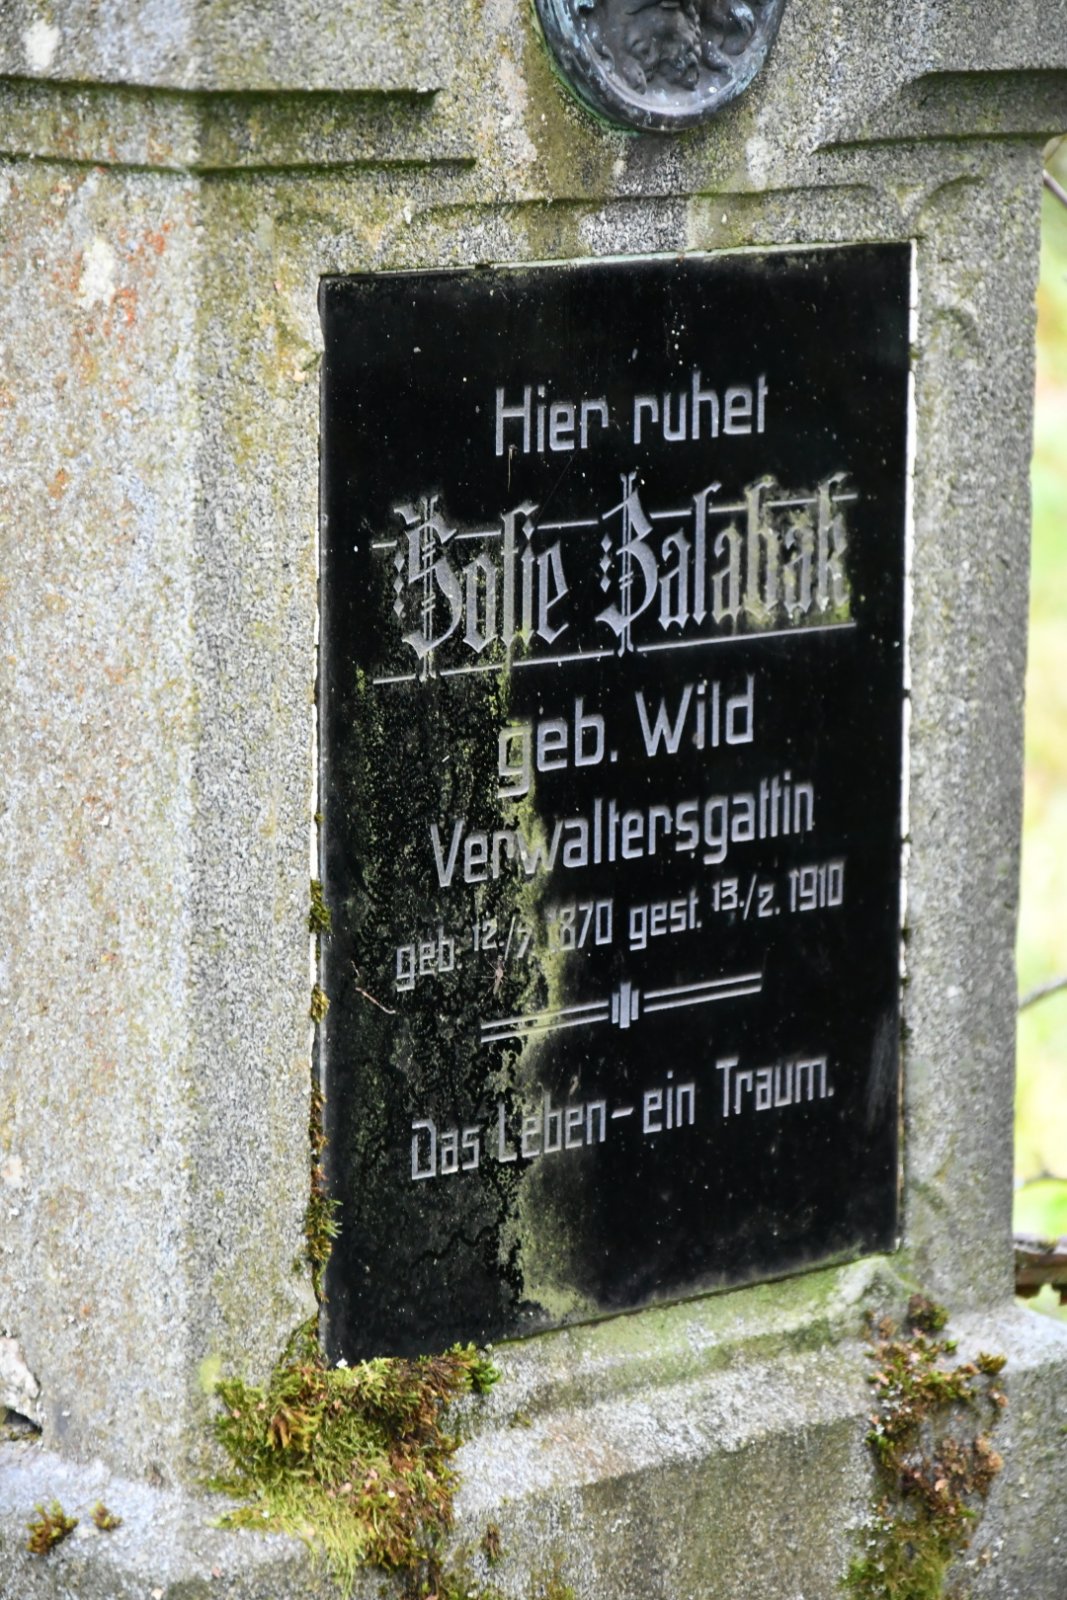 Hier ruhet
Sofie Balabak
geb. Wild
Verwaltersgattin
geb. 12./7. 1870 gest. 13./2. 1910
Das Leben – ein Traum.